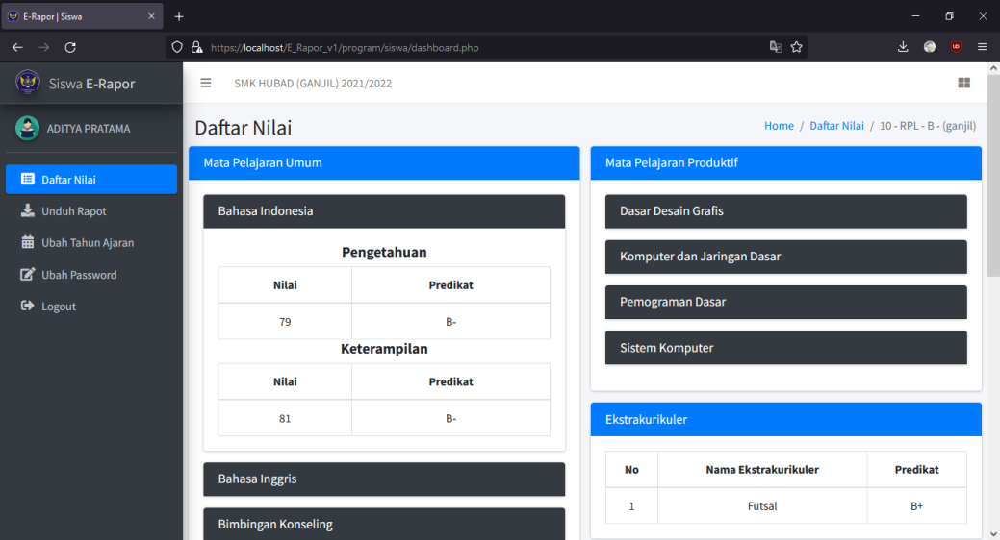 E-Rapor | Siswa
https://localhost/E_Rapor_v1/program/siswa/dashboard.php
Siswa E-Rapor
SMK HUBAD (GANJIL) 2021/2022
ADITYA PRATAMA
Daftar Nilai
Unduh Rapot
Ubah Tahun Ajaran
Ubah Password
Logout
Daftar Nilai
Home / Daftar Nilai / 10 - RPL - B - (ganjil)
Mata Pelajaran Umum
Bahasa Indonesia
Pengetahuan
Nilai Predikat
79 B-
Keterampilan
Nilai Predikat
81 B-
Bahasa Inggris
Bimbingan Konseling
Mata Pelajaran Produktif
Dasar Desain Grafis
Komputer dan Jaringan Dasar
Pemograman Dasar
Sistem Komputer
Ekstrakurikuler
No Nama Ekstrakurikuler Predikat
1 Futsal B+